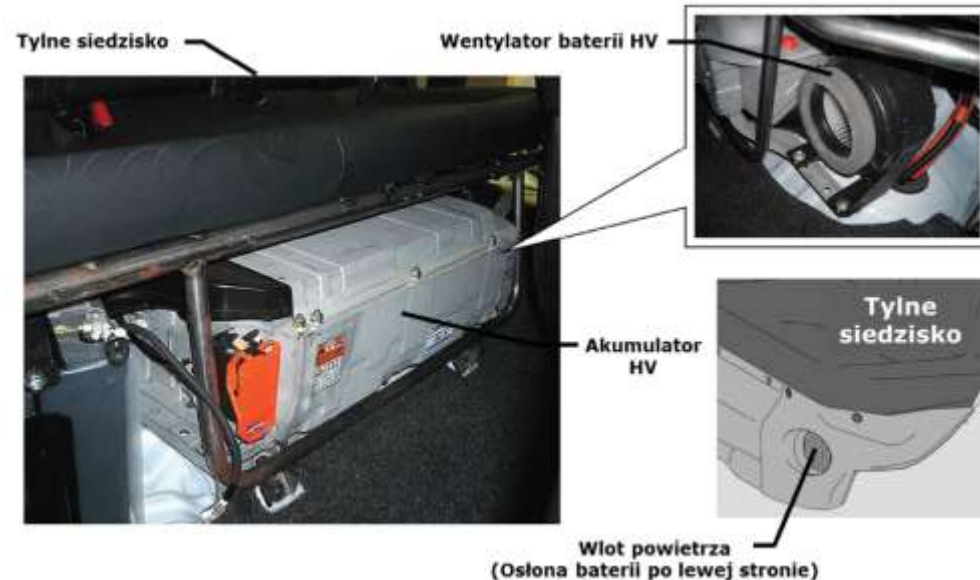 Tylne siedzisko
Wentylator baterii HV
Akumulator
HV
Tylne
siedzisko
Wlot powietrza
(Osłona baterii po lewej stronie)